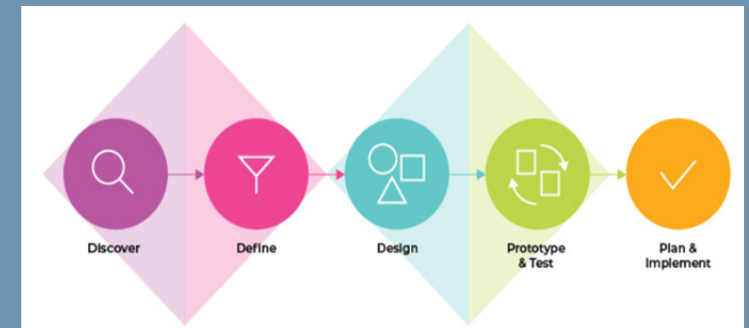 Discover
Define
Design
Prototype
& Test
Plan &
Implement